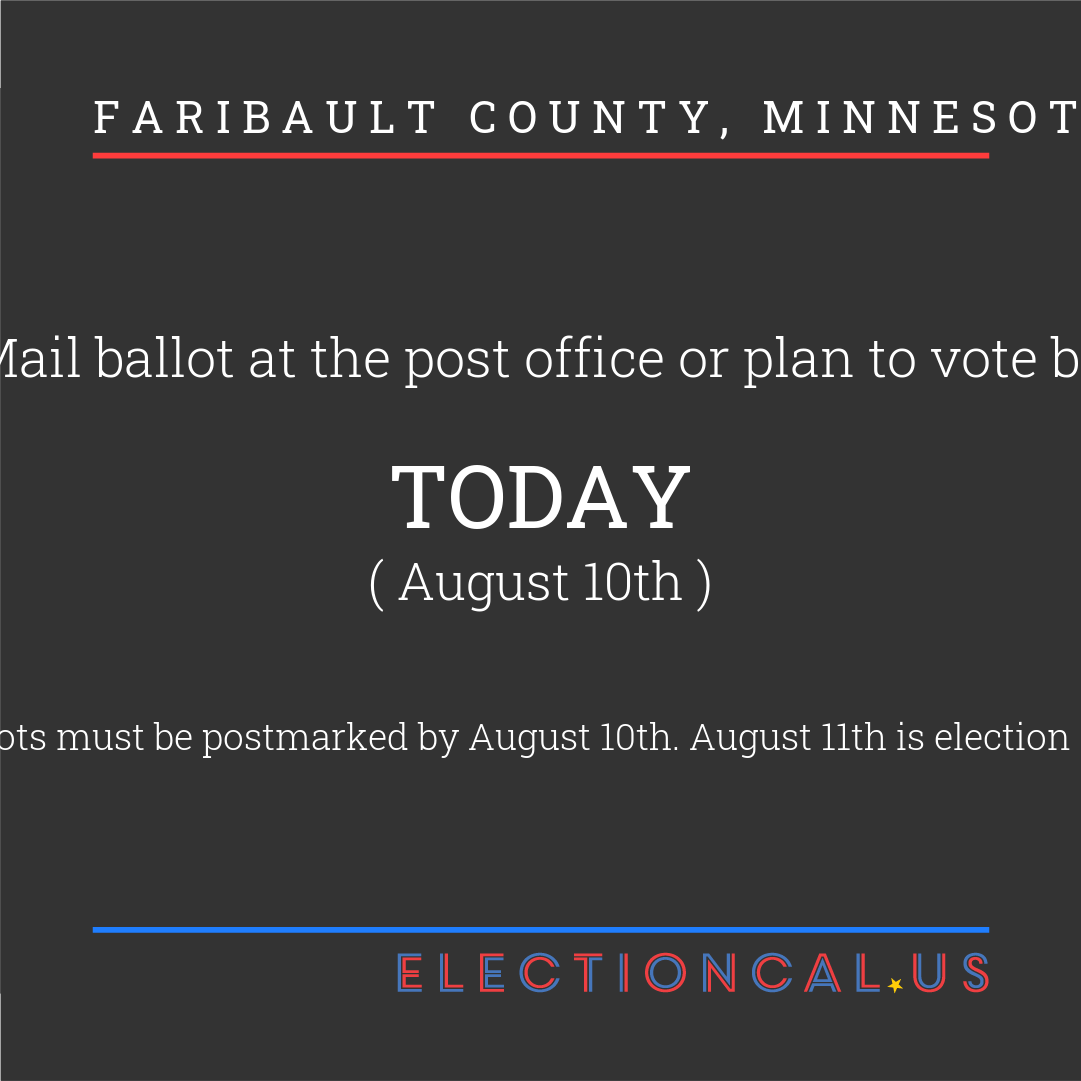 FARIBAULT COUNTY, MINNESOT
Mail ballot at the post office or plan to vote b
TODAY
( August 10th )
ots must be postmarked by August 10th. August 11th is election
ELECTIONCAL.US